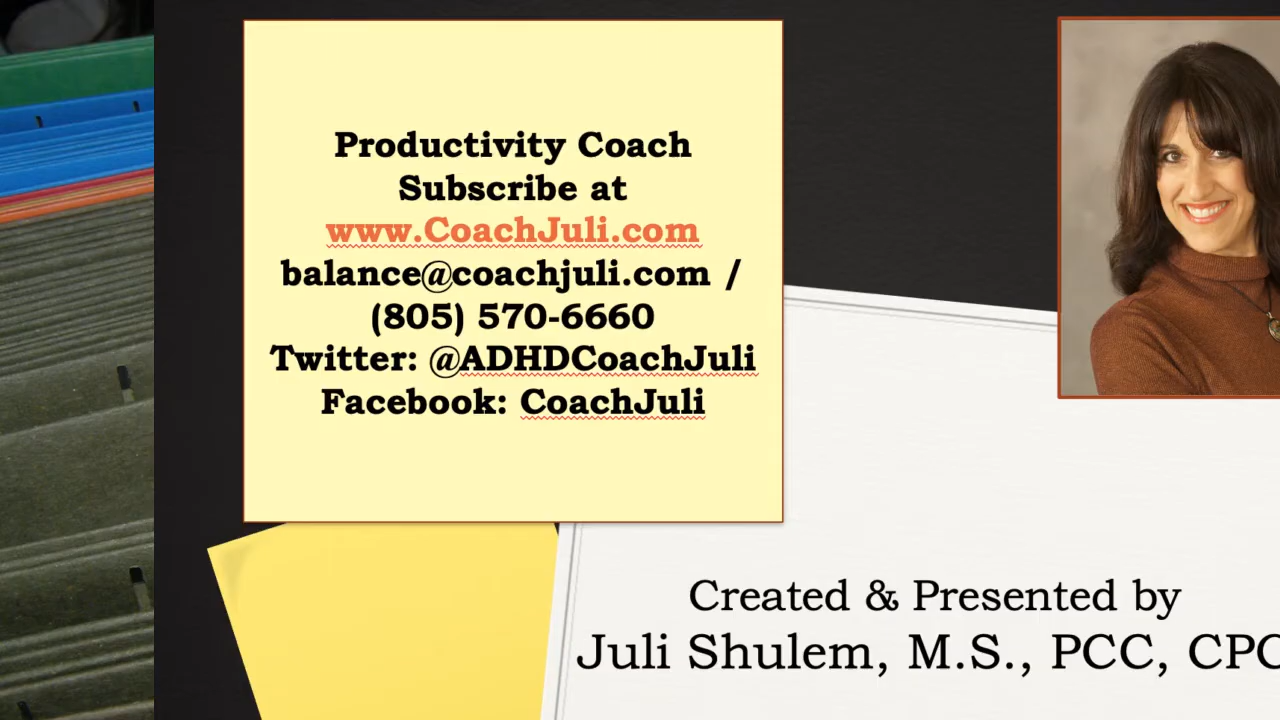 Productivity Coach
Subscribe at
www.CoachJuli.com
balance@coachjuli.com /
(805) 570-6660
Twitter: @ADHDCoachJuli
Facebook: CoachJuli
Created & Presented by
Juli Shulem, M.S., PCC, CPC